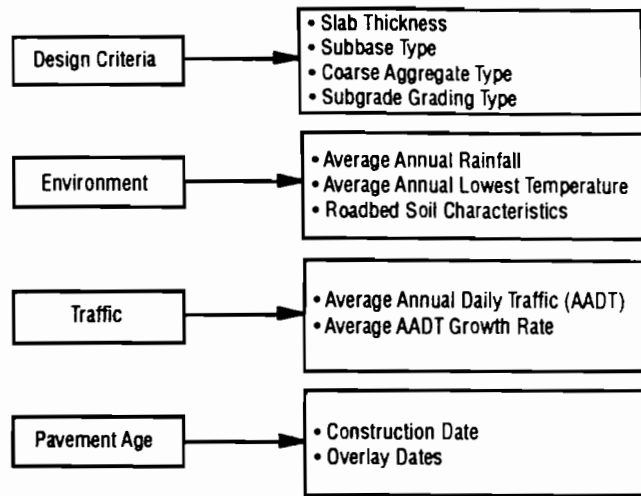 Design Criteria
• Slab Thickness
• Subbase Type
• Coarse Aggregate Type
• Subgrade Grading Type
Environment
• Average Annual Rainfall
• Average Annual Lowest Temperature
• Roadbed Soil Characteristics
Traffic
• Average Annual Daily Traffic (AADT)
• Average AADT Growth Rate
Pavement Age
• Construction Date
• Overlay Dates